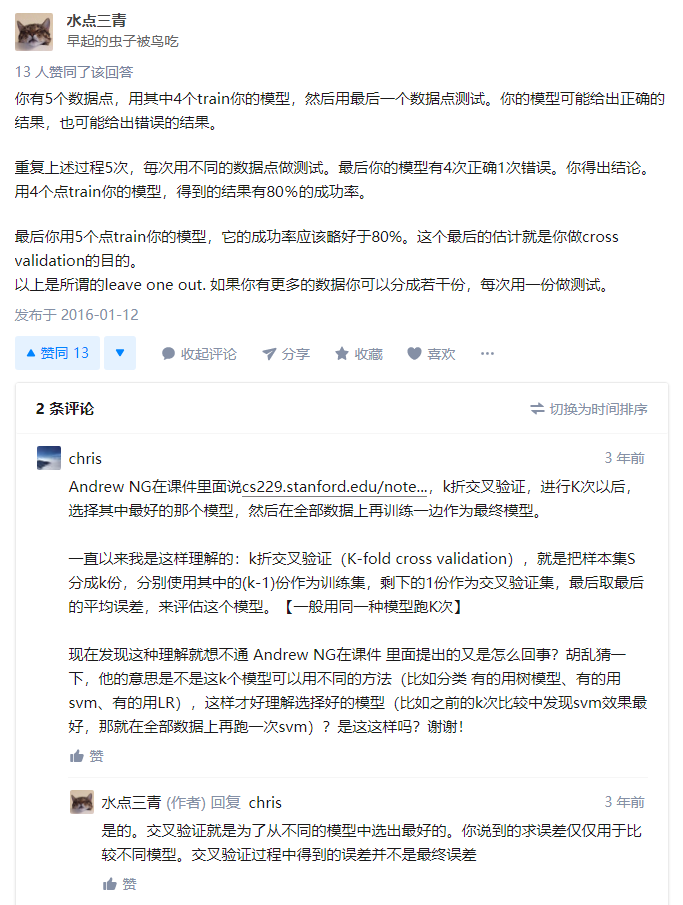 水点三青
早起的虫子被鸟吃
13 人赞同了该回答
你有5个数据点，用其中4个train你的模型，然后用最后一个数据点测试。你的模型可能给出正确的
结果，也可能给出错误的结果。
重复上述过程5次，每次用不同的数据点做测试。最后你的模型有4次正确1次错误。你得出结论。
用4个点train你的模型，得到的结果有80%的成功率。
最后你用5个点train你的模型，它的成功率应该略好于80%。这个最后的估计就是你做cross
validation的目的。
以上是所谓的leave one out. 如果你有更多的数据你可以分成若干份，每次用一份做测试。
发布于 2016-01-12
赞同 13 收起评论 分享 收藏 喜欢 ···
2 条评论 切换为时间排序
chris 3 年前
Andrew NG在课件里面说cs229.stanford.edu/note...，k折交叉验证，进行K次以后，
选择其中最好的那个模型，然后在全部数据上再训练一边作为最终模型。
一直以来我是这样理解的：k折交叉验证（K-fold cross validation），就是把样本集S
分成k份，分别使用其中的(k-1)份作为训练集，剩下的1份作为交叉验证集，最后取最后
的平均误差，来评估这个模型。【一般用同一种模型跑K次】
现在发现这种理解就想不通 Andrew NG在课件 里面提出的又是怎么回事？胡乱猜一
下，他的意思是不是这k个模型可以用不同的方法（比如分类 有的用树模型、有的用
svm、有的用LR），这样才好理解选择好的模型（比如之前的k次比较中发现svm效果最
好，那就在全部数据上再跑一次svm）？是这这样吗？谢谢！
赞
水点三青 (作者) 回复 chris 3 年前
是的。交叉验证就是为了从不同的模型中选出最好的。你说到的求误差仅仅用于比
较不同模型。交叉验证过程中得到的误差并不是最终误差
赞